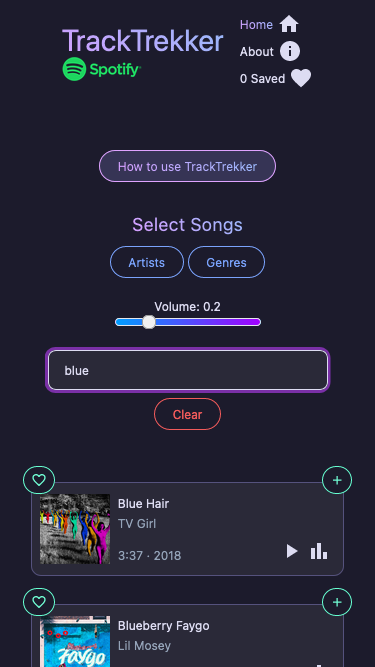 TrackTrekker
Spotify
Home
About
0 Saved
How to use TrackTrekker
Select Songs
Artists
Genres
Volume: 0.2
blue
Clear
Blue Hair
TV Girl
3:37 · 2018
Blueberry Faygo
Lil Mosey
Faygo